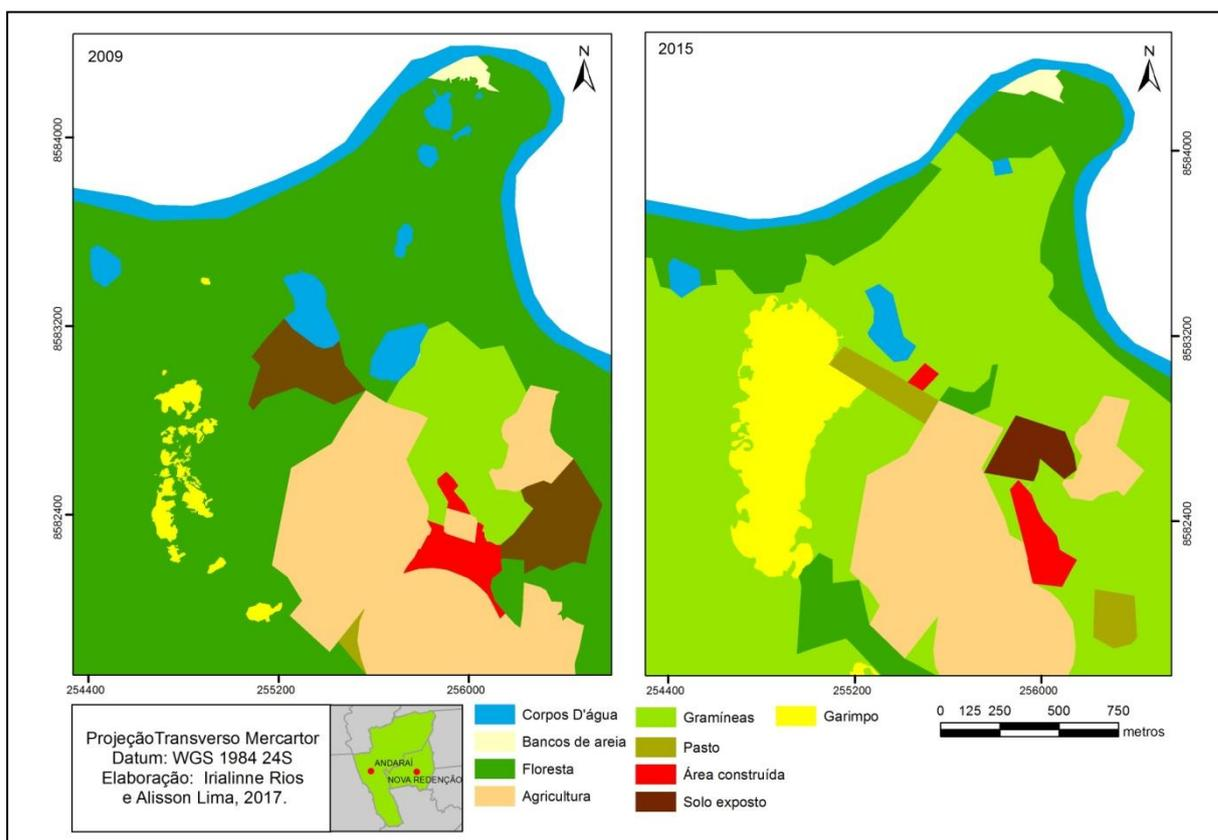 2009
N
8584000
8583200
8582400
254400
255200
256000
2015
N
8584000
8583200
8582400
254400
255200
256000
ProjeçãoTransverso Mercartor
Datum: WGS 1984 24S
Elaboração: Irialinne Rios
e Alisson Lima, 2017.
ANDARAÍ
NOVA REDENÇÃO
Corpos D'água
Bancos de areia
Floresta
Agricultura
Gramíneas
Pasto
Área construída
Solo exposto
Garimpo
0 125 250 500 750
metros